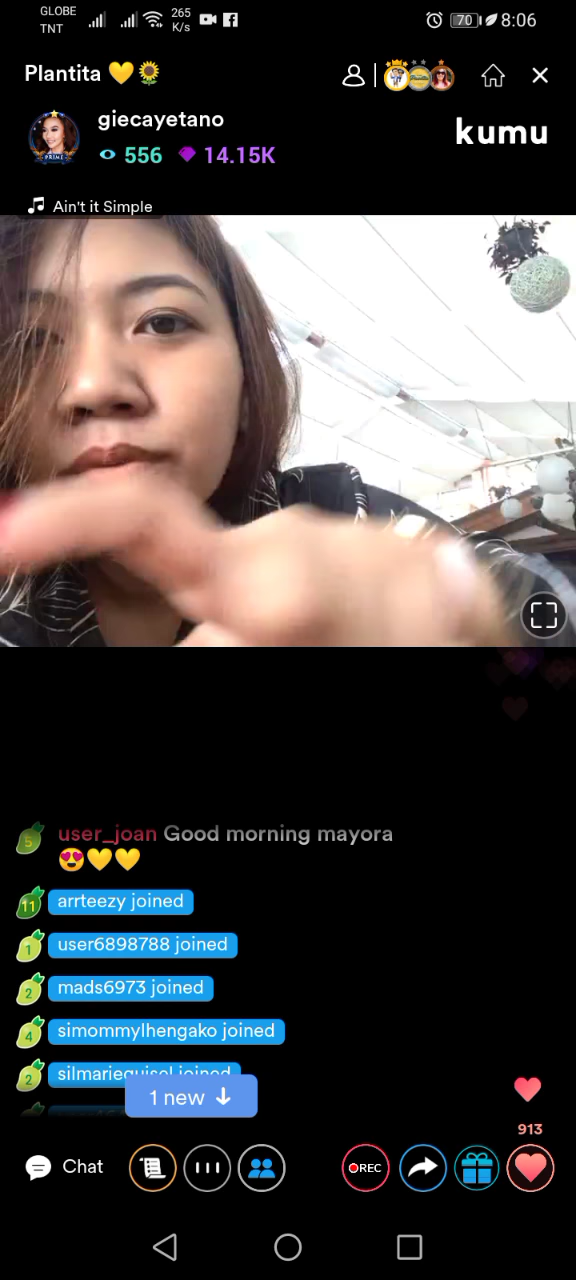 GLOBE
TNT
265
K/s
70
8:06
Plantita 💛🌻
giecayetano
PRIME
556 14.15K
kumu
Ain't it Simple
5 user_joan Good morning mayora
😍💛💛
11 arrteezy joined
1 user6898788 joined
2 mads6973 joined
4 simommylhengako joined
2 silmariequisel joined
1 new ↓
913
Chat
REC